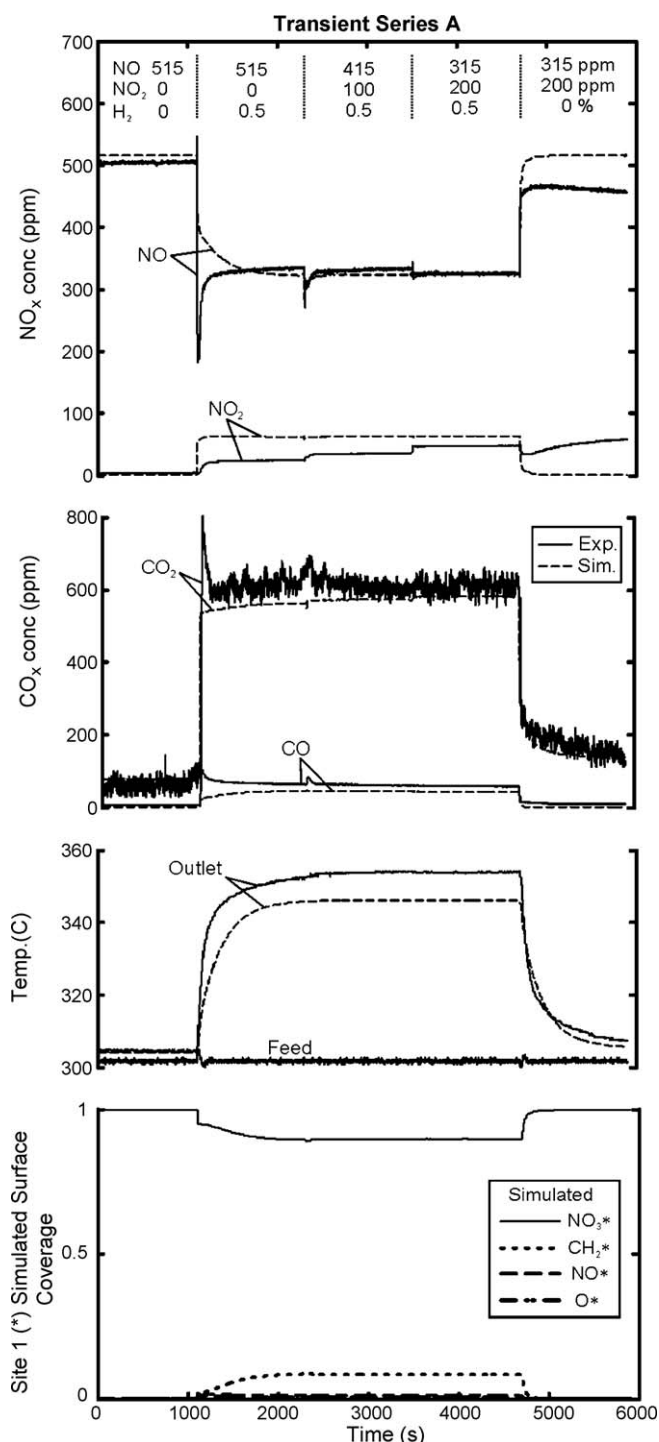 Transient Series A
700
600
500
400
300
200
100
0
NOx conc (ppm)
NO 515 515 415 315 315 ppm
NO₂ 0 0 100 200 200 ppm
H₂ 0 0.5 0.5 0.5 0 %
NO
NO₂
800
600
400
200
0
COx conc (ppm)
CO₂
CO
Exp.
Sim.
360
340
320
300
Temp.(C)
Outlet
Feed
1
0.5
0
Site 1 (*) Simulated Surface
Coverage
Simulated
NO₃*
CH₂*
NO*
O*
0 1000 2000 3000 4000 5000 6000
Time (s)